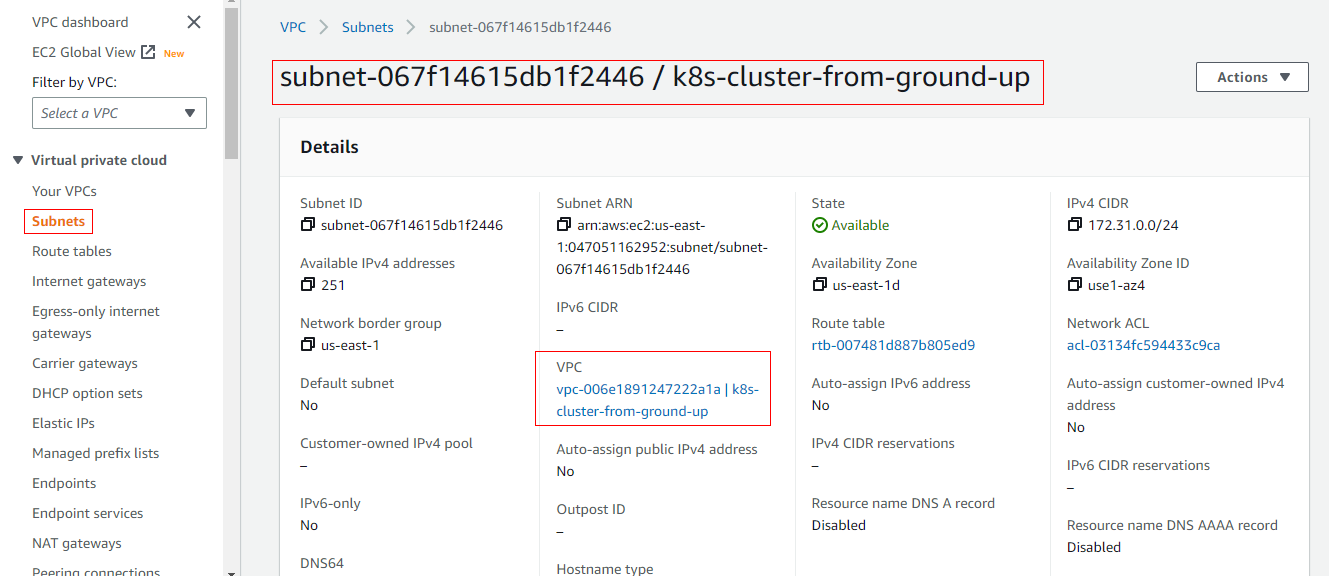 VPC dashboard
EC2 Global View New
Filter by VPC:
Select a VPC
Virtual private cloud
Your VPCs
Subnets
Route tables
Internet gateways
Egress-only internet
gateways
Carrier gateways
DHCP option sets
Elastic IPs
Managed prefix lists
Endpoints
Endpoint services
NAT gateways
Peering connections
VPC Subnets subnet-067f14615db1f2446
subnet-067f14615db1f2446 / k8s-cluster-from-ground-up
Actions
Details
Subnet ID
subnet-067f14615db1f2446
Available IPv4 addresses
251
Network border group
us-east-1
Default subnet
No
Customer-owned IPv4 pool
–
IPv6-only
No
DNS64
Subnet ARN
arn:aws:ec2:us-east-
1:047051162952:subnet/subnet-
067f14615db1f2446
IPv6 CIDR
–
VPC
vpc-006e1891247222a1a | k8s-
cluster-from-ground-up
Auto-assign public IPv4 address
No
Outpost ID
–
Hostname type
State
Available
Availability Zone
us-east-1d
Route table
rtb-007481d887b805ed9
Auto-assign IPv6 address
No
IPv4 CIDR reservations
–
Resource name DNS A record
Disabled
IPv4 CIDR
172.31.0.0/24
Availability Zone ID
use1-az4
Network ACL
acl-03134fc594433c9ca
Auto-assign customer-owned IPv4
address
No
IPv6 CIDR reservations
–
Resource name DNS AAAA record
Disabled